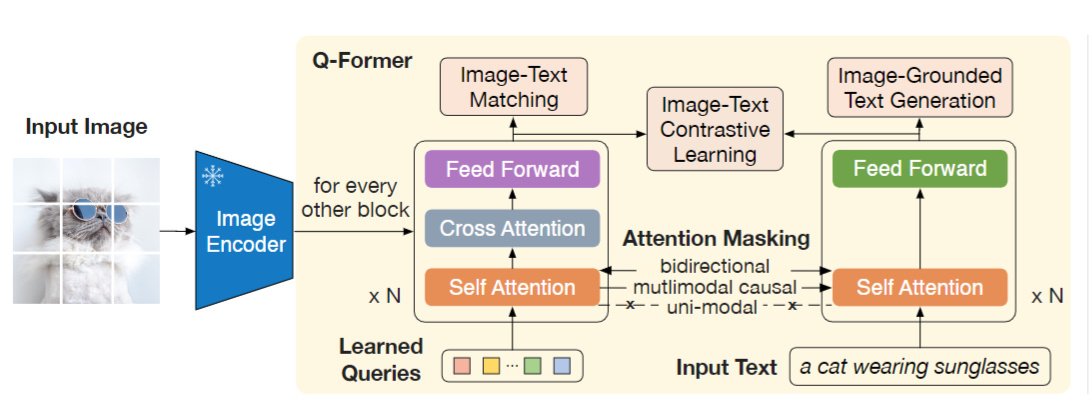 Q-Former
Input Image
Image
Encoder
for every
other block
Image-Text
Matching
Image-Text
Contrastive
Learning
Image-Grounded
Text Generation
Feed Forward
Cross Attention
Self Attention
x N
Attention Masking
bidirectional
mutlimodal causal
uni-modal
x
x
Feed Forward
Self Attention
x N
Learned
Queries
...
Input Text
a cat wearing sunglasses